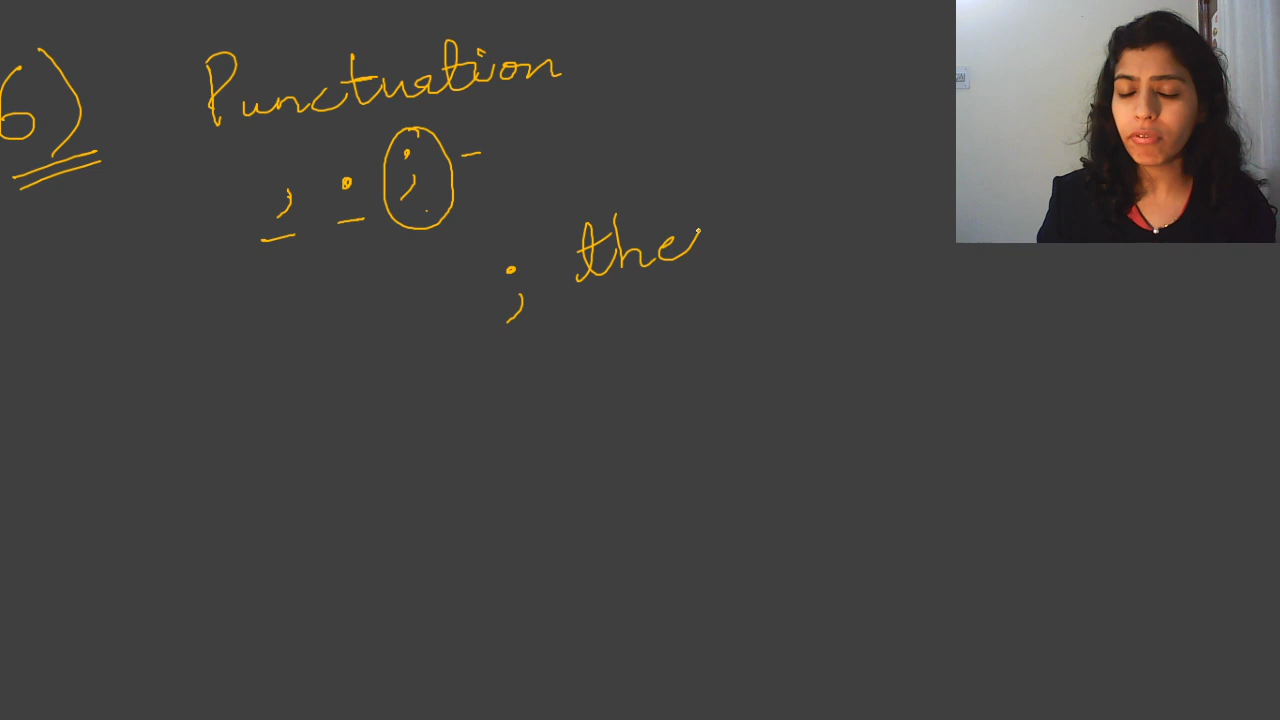 6) Punctuation
, . ; -
; the